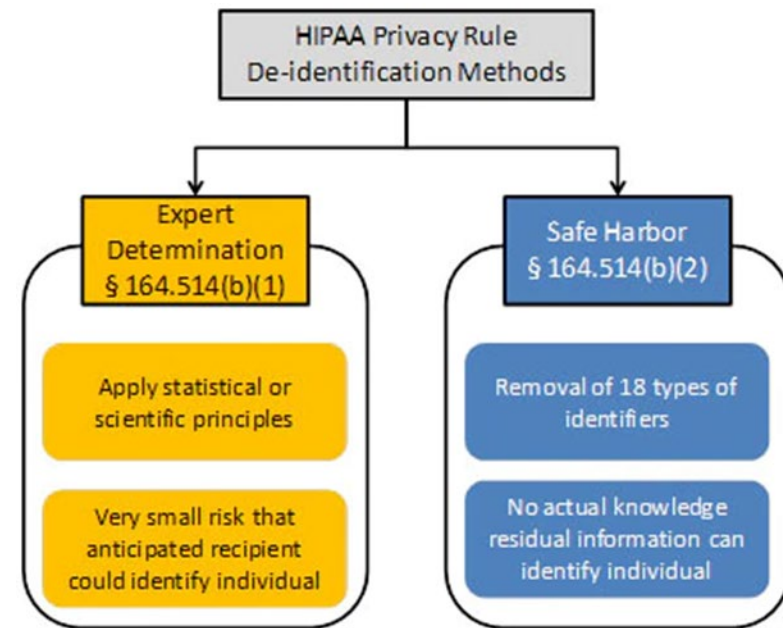 HIPAA Privacy Rule
De-identification Methods
Expert
Determination
§ 164.514(b)(1)
Apply statistical or
scientific principles
Very small risk that
anticipated recipient
could identify individual
Safe Harbor
§ 164.514(b)(2)
Removal of 18 types of
identifiers
No actual knowledge
residual information can
identify individual